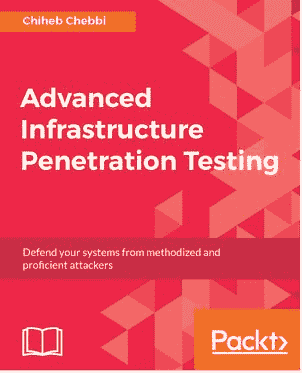 Chiheb Chebbi
Advanced
Infrastructure
Penetration Testing
Defend your systems from methodized and
proficient attackers
Packt>